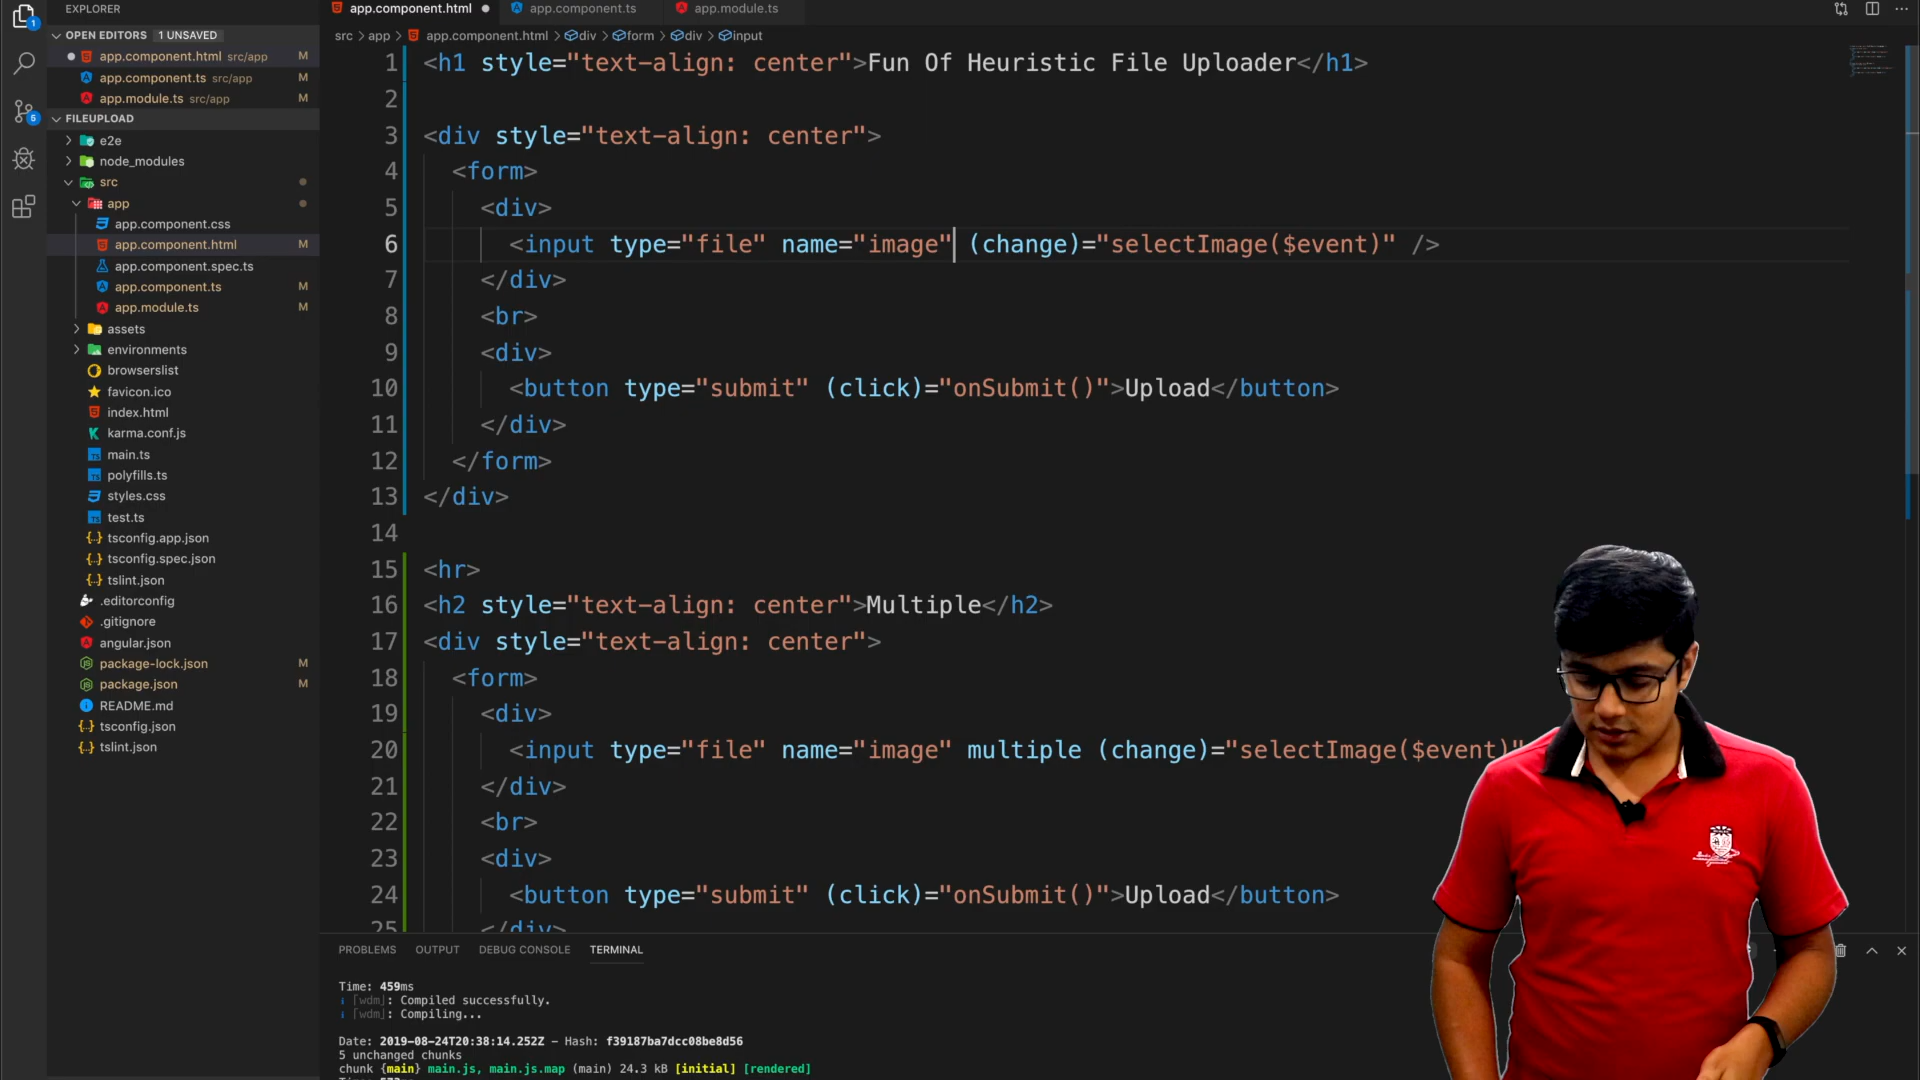 EXPLORER
OPEN EDITORS 1 UNSAVED
app.component.html src/app M
app.component.ts src/app M
app.module.ts src/app M
FILEUPLOAD
e2e
node_modules
src
app
app.component.css
app.component.html M
app.component.spec.ts
app.component.ts M
app.module.ts M
assets
environments
browserslist
favicon.ico
index.html
karma.conf.js
main.ts
polyfills.ts
styles.css
test.ts
tsconfig.app.json
tsconfig.spec.json
tslint.json
.editorconfig
.gitignore
angular.json
package-lock.json M
package.json M
README.md
tsconfig.json
tslint.json
1
5
app.component.html app.component.ts app.module.ts
src > app > app.component.html > div > form > div > input
1 <h1 style="text-align: center">Fun Of Heuristic File Uploader</h1>
2
3 <div style="text-align: center">
4 <form>
5 <div>
6 <input type="file" name="image" (change)="selectImage($event)" />
7 </div>
8 <br>
9 <div>
10 <button type="submit" (click)="onSubmit()">Upload</button>
11 </div>
12 </form>
13 </div>
14
15 <hr>
16 <h2 style="text-align: center">Multiple</h2>
17 <div style="text-align: center">
18 <form>
19 <div>
20 <input type="file" name="image" multiple (change)="selectImage($event)"
21 </div>
22 <br>
23 <div>
24 <button type="submit" (click)="onSubmit()">Upload</button>
25 </div>
PROBLEMS OUTPUT DEBUG CONSOLE TERMINAL
Time: 459ms
i ｢wdm｣: Compiled successfully.
i ｢wdm｣: Compiling...
Date: 2019-08-24T20:38:14.252Z - Hash: f39187ba7dcc08be8d56
5 unchanged chunks
chunk {main} main.js, main.js.map (main) 24.3 kB [initial] [rendered]